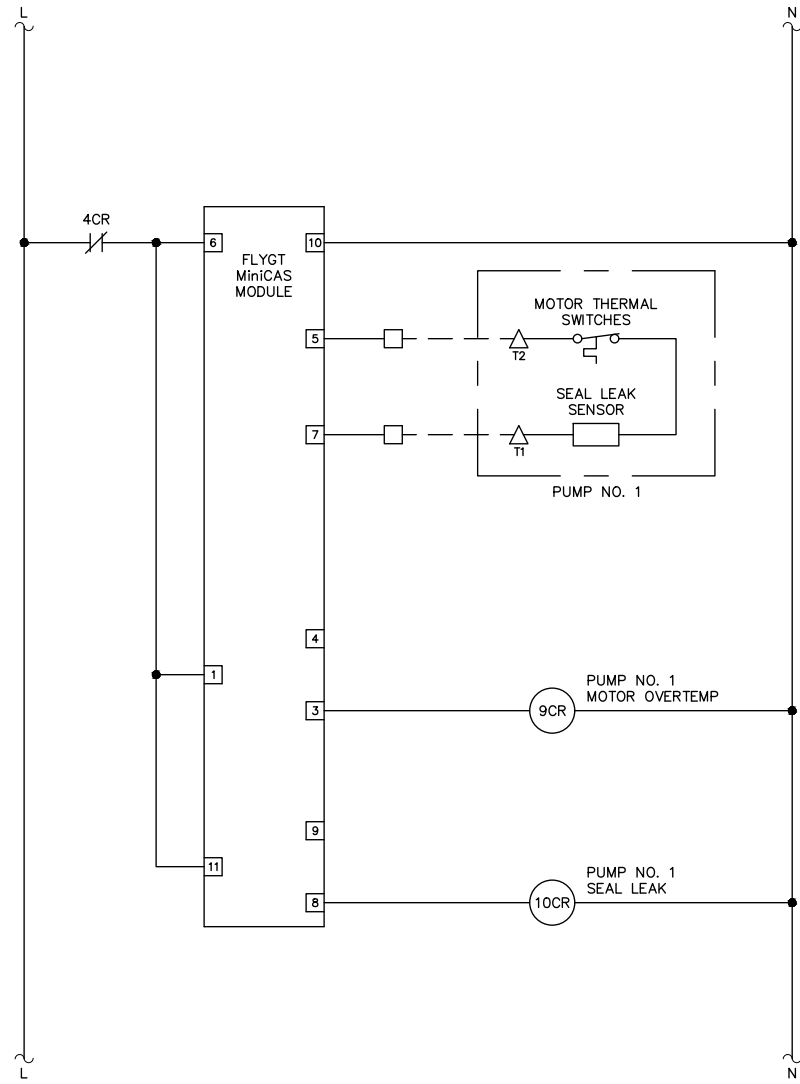 L
N
4CR
6
10
FLYGT
MiniCAS
MODULE
MOTOR THERMAL
SWITCHES
5
T2
SEAL LEAK
SENSOR
7
T1
PUMP NO. 1
4
1
PUMP NO. 1
MOTOR OVERTEMP
3
9CR
9
11
PUMP NO. 1
SEAL LEAK
8
10CR
L
N